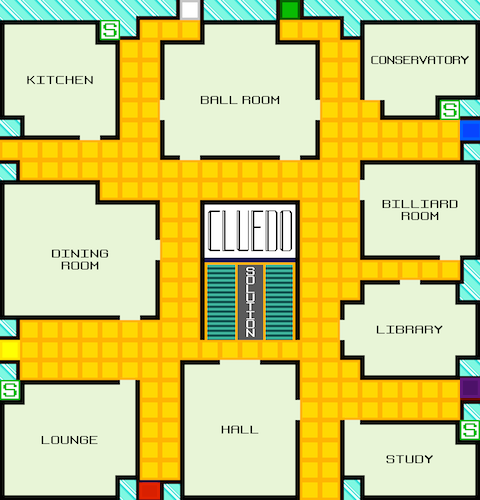 S
CONSERVATORY
KITCHEN
BALL ROOM
S
BILLIARD
ROOM
CLUEDO
DINING
ROOM
SOLUTION
LIBRARY
S
HALL
S
LOUNGE
STUDY